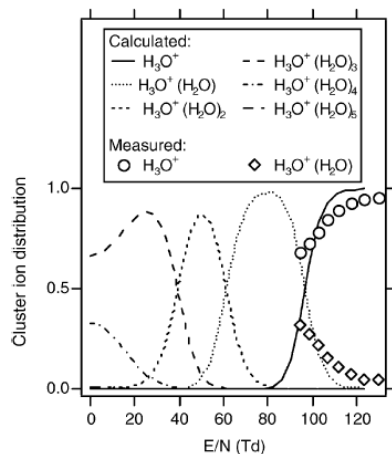 Calculated:
H₃O⁺ H₃O⁺ (H₂O)₃
H₃O⁺ (H₂O) H₃O⁺ (H₂O)₄
H₃O⁺ (H₂O)₂ H₃O⁺ (H₂O)₅
Measured:
H₃O⁺ H₃O⁺ (H₂O)
Cluster ion distribution
1.0
0.5
0.0
0 20 40 60 80 100 120
E/N (Td)